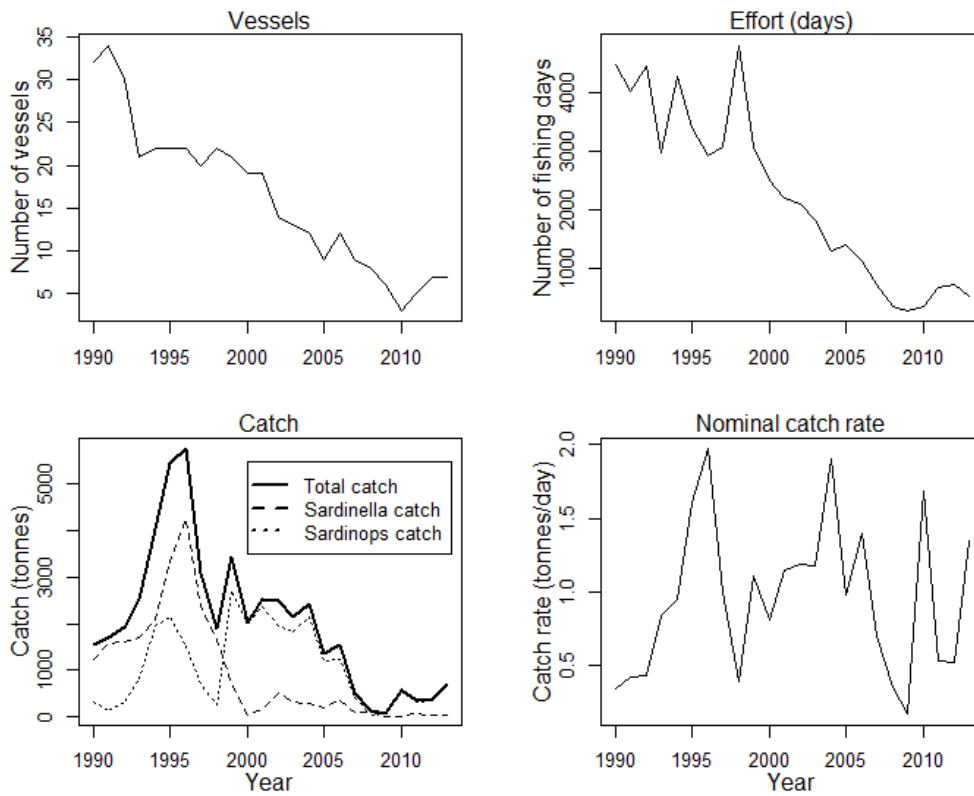 Vessels
Number of vessels
35
30
25
20
15
10
5
1990 1995 2000 2005 2010
Effort (days)
Number of fishing days
4000
3000
2000
1000
1990 1995 2000 2005 2010
Catch
Catch (tonnes)
5000
3000
1000
0
Total catch
Sardinella catch
Sardinops catch
1990 1995 2000 2005 2010
Year
Nominal catch rate
Catch rate (tonnes/day)
2.0
1.5
1.0
0.5
1990 1995 2000 2005 2010
Year